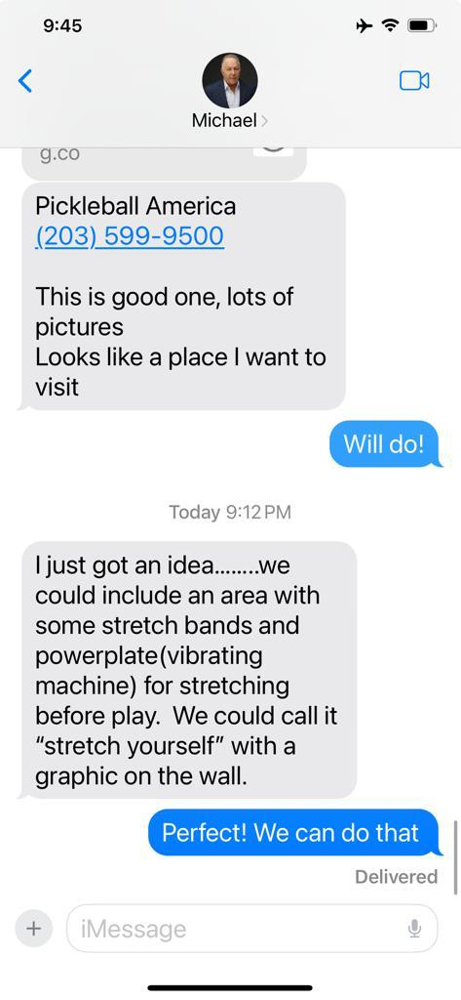 9:45
Michael
g.co
Pickleball America
(203) 599-9500
This is good one, lots of
pictures
Looks like a place I want to
visit
Will do!
Today 9:12 PM
I just got an idea........we
could include an area with
some stretch bands and
powerplate(vibrating
machine) for stretching
before play.  We could call it
“stretch yourself” with a
graphic on the wall.
Perfect! We can do that
Delivered
iMessage